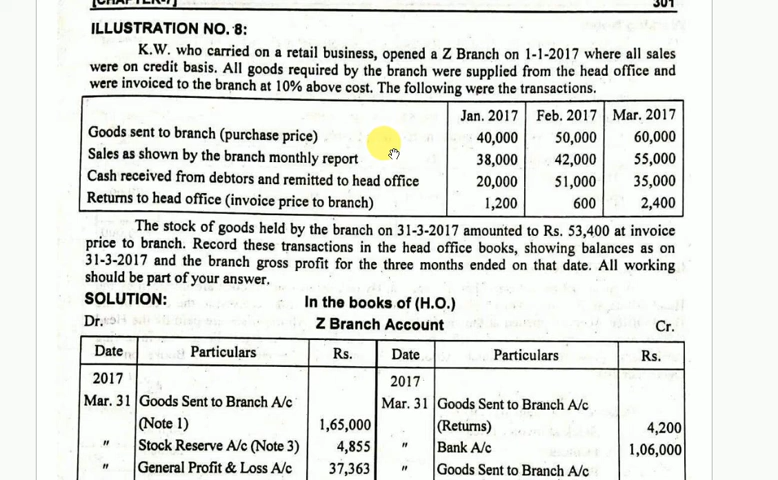 [CHAPTER-7] 301
ILLUSTRATION NO. 8:
K.W. who carried on a retail business, opened a Z Branch on 1-1-2017 where all sales
were on credit basis. All goods required by the branch were supplied from the head office and
were invoiced to the branch at 10% above cost. The following were the transactions.
Jan. 2017 Feb. 2017 Mar. 2017
Goods sent to branch (purchase price) 40,000 50,000 60,000
Sales as shown by the branch monthly report 38,000 42,000 55,000
Cash received from debtors and remitted to head office 20,000 51,000 35,000
Returns to head office (invoice price to branch) 1,200 600 2,400
The stock of goods held by the branch on 31-3-2017 amounted to Rs. 53,400 at invoice
price to branch. Record these transactions in the head office books, showing balances as on
31-3-2017 and the branch gross profit for the three months ended on that date. All working
should be part of your answer.
SOLUTION: In the books of (H.O.)
Dr. Z Branch Account Cr.
Date Particulars Rs. Date Particulars Rs.
2017 2017
Mar. 31 Goods Sent to Branch A/c Mar. 31 Goods Sent to Branch A/c
(Note 1) 1,65,000 (Returns) 4,200
" Stock Reserve A/c (Note 3) 4,855 " Bank A/c 1,06,000
" General Profit & Loss A/c 37,363 " Goods Sent to Branch A/c